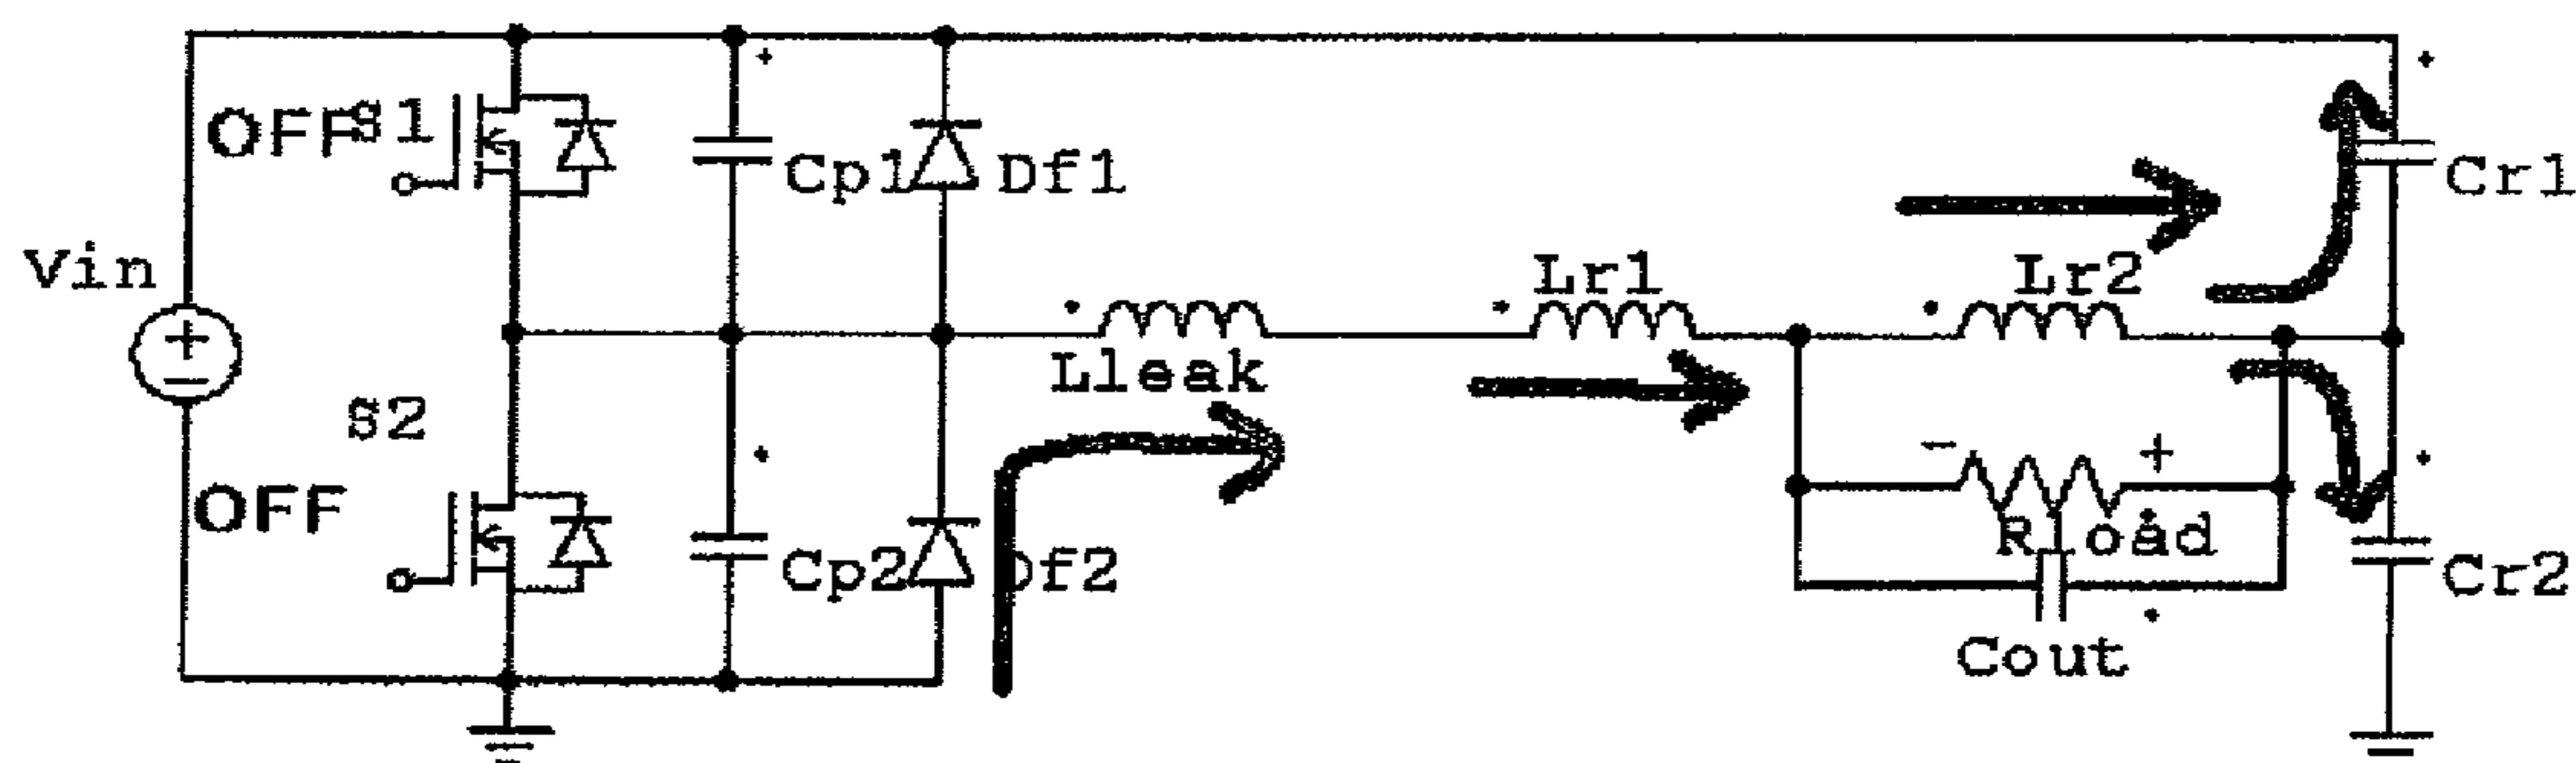 OFF S1
Cp1
Df1
Cr1
Vin
Lr1
Lr2
Lleak
S2
OFF
Cp2
Df2
- +
RLoad
Cr2
Cout